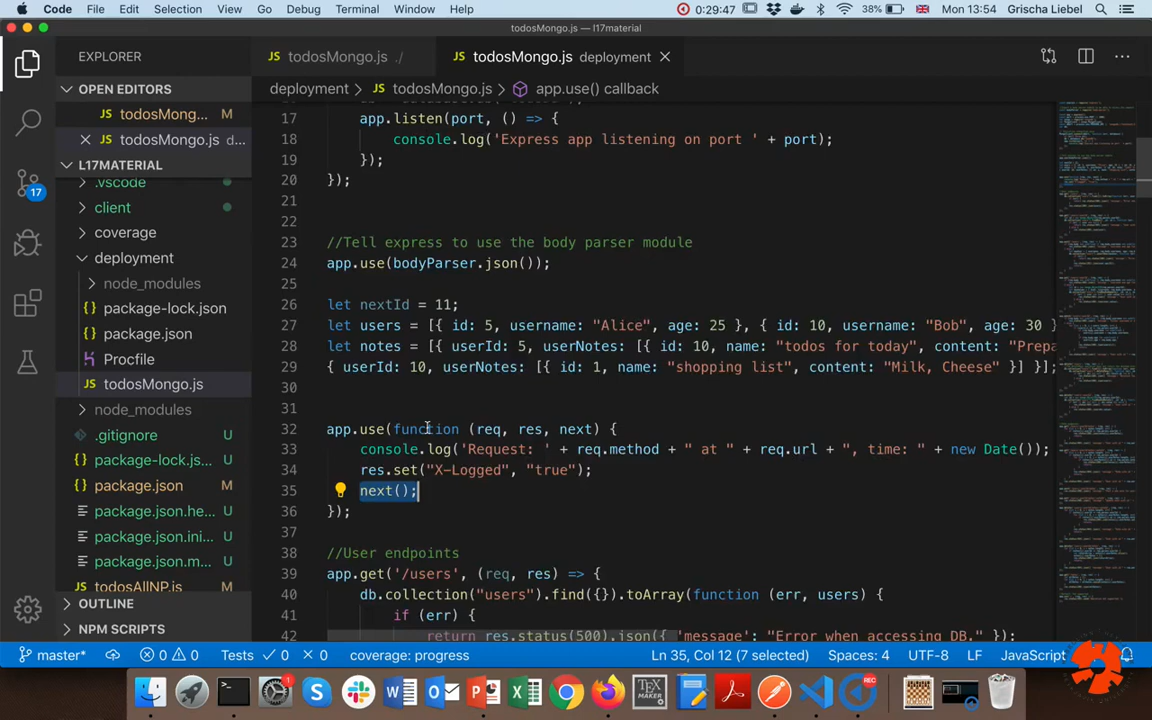 Code File Edit Selection View Go Debug Terminal Window Help 0:29:47 38% Mon 13:54 Grischa Liebel
todosMongo.js — l17material
EXPLORER
JS todosMongo.js ./
JS todosMongo.js deployment
OPEN EDITORS
deployment > JS todosMongo.js > app.use() callback
JS todosMong... M
JS todosMongo.js d...
L17MATERIAL
.vscode
client
coverage
deployment
node_modules
{} package-lock.json
{} package.json
Procfile
JS todosMongo.js
node_modules
.gitignore U
{} package-lock.js... U
{} package.json M
{} package.json.he... U
{} package.json.ini... U
{} package.json.m... U
JS todosAllNP.js M
OUTLINE
NPM SCRIPTS
17
17 app.listen(port, () => {
18 console.log('Express app listening on port ' + port);
19 });
20 });
21
22
23 //Tell express to use the body parser module
24 app.use(bodyParser.json());
25
26 let nextId = 11;
27 let users = [{ id: 5, username: "Alice", age: 25 }, { id: 10, username: "Bob", age: 30
28 let notes = [{ userId: 5, userNotes: [{ id: 10, name: "todos for today", content: "Prepa
29 { userId: 10, userNotes: [{ id: 1, name: "shopping list", content: "Milk, Cheese" }] }];
30
31
32 app.use(function (req, res, next) {
33 console.log('Request: ' + req.method + " at " + req.url + ", time: " + new Date());
34 res.set("X-Logged", "true");
35 next();
36 });
37
38 //User endpoints
39 app.get('/users', (req, res) => {
40 db.collection("users").find({}).toArray(function (err, users) {
41 if (err) {
42 return res.status(500).json({ 'message': "Error when accessing DB." });
master* 0 0 Tests 0 0 coverage: progress Ln 35, Col 12 (7 selected) Spaces: 4 UTF-8 LF JavaScript